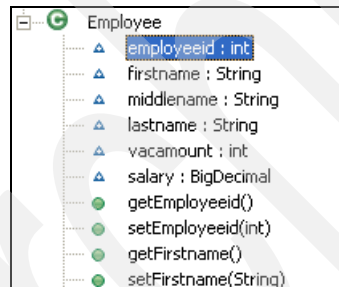 Employee
employeeid : int
firstname : String
middlename : String
lastname : String
vacamount : int
salary : BigDecimal
getEmployeeid()
setEmployeeid(int)
getFirstname()
setFirstname(String)